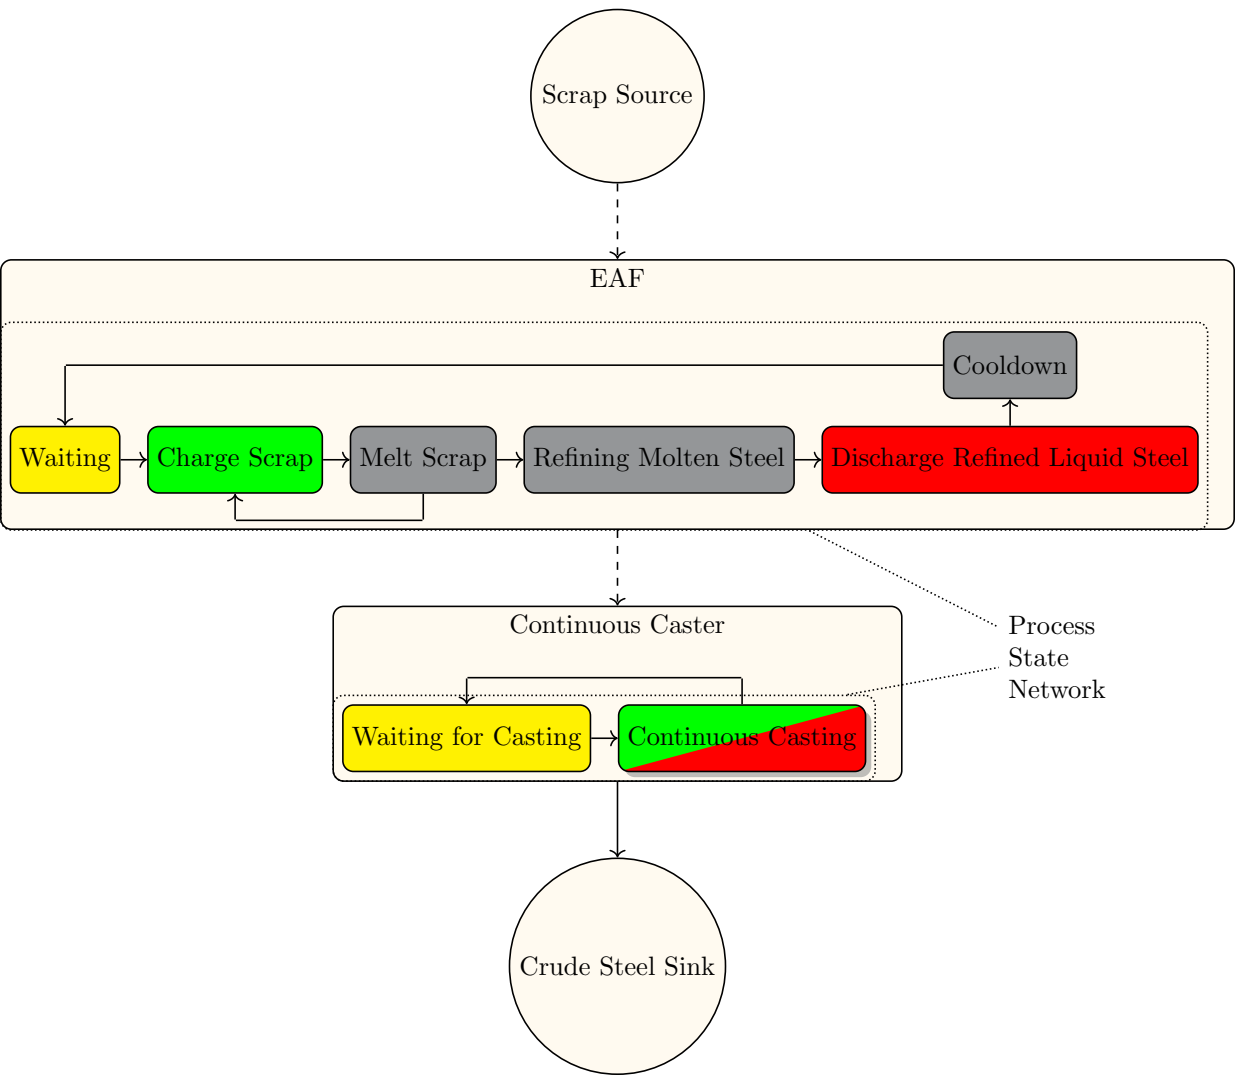 Scrap Source
EAF
Cooldown
Waiting
Charge Scrap
Melt Scrap
Refining Molten Steel
Discharge Refined Liquid Steel
Continuous Caster
Process
State
Network
Waiting for Casting
Continuous Casting
Crude Steel Sink